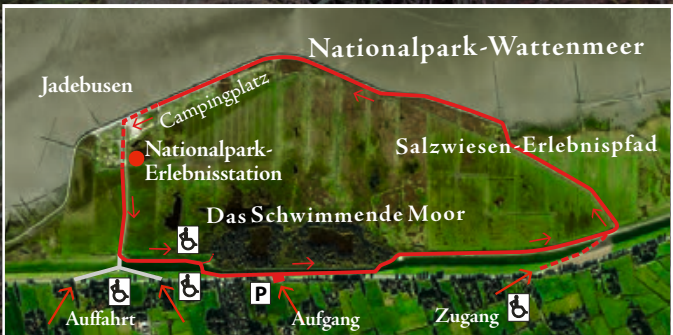 Nationalpark-Wattenmeer
Jadebusen
Campingplatz
Nationalpark-
Erlebnisstation
Salzwiesen-Erlebnispfad
Das Schwimmende Moor
P
Auffahrt
Aufgang
Zugang